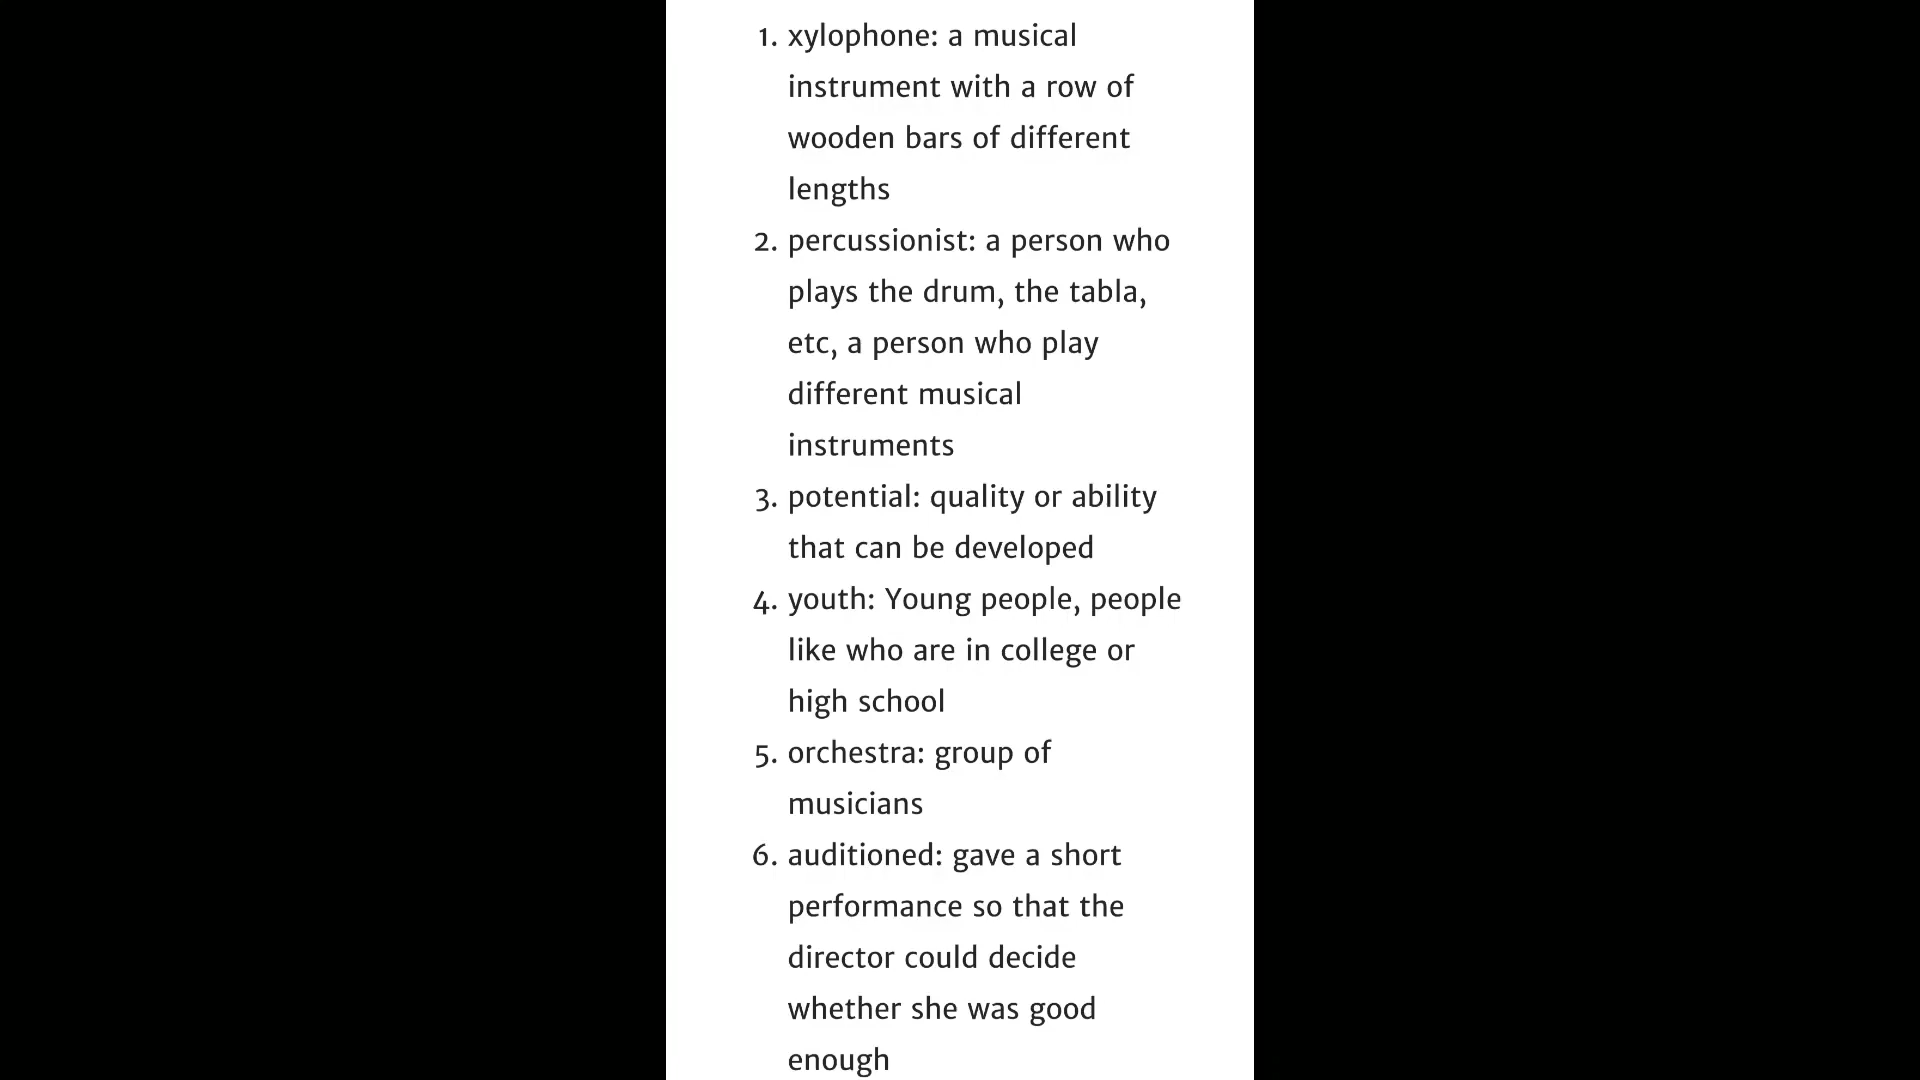 1. xylophone: a musical
instrument with a row of
wooden bars of different
lengths
2. percussionist: a person who
plays the drum, the tabla,
etc, a person who play
different musical
instruments
3. potential: quality or ability
that can be developed
4. youth: Young people, people
like who are in college or
high school
5. orchestra: group of
musicians
6. auditioned: gave a short
performance so that the
director could decide
whether she was good
enough